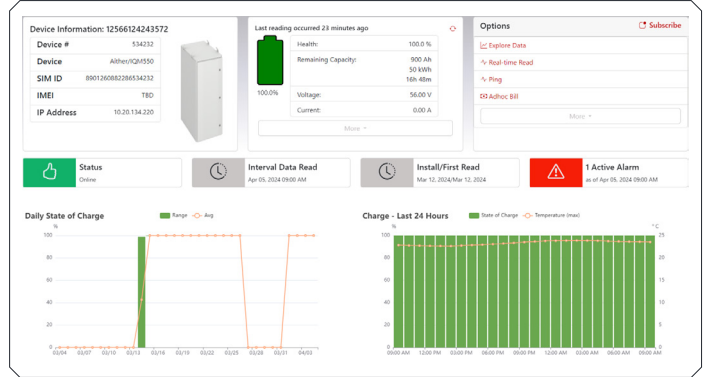 Device Information: 12566124243572
Device # 534232
Device Aither/IQM550
SIM ID 8901260882286534232
IMEI TBD
IP Address 10.20.134.220
Last reading occurred 23 minutes ago
Health: 100.0 %
Remaining Capacity: 900 Ah
50 kWh
16h 48m
100.0%
Voltage: 56.00 V
Current: 0.00 A
More
Options
Subscribe
Explore Data
Real-time Read
Ping
Adhoc Bill
More
Status
Online
Interval Data Read
Apr 05, 2024 09:00 AM
Install/First Read
Mar 12, 2024/Mar 12, 2024
1 Active Alarm
as of Apr 05, 2024 09:00 AM
Daily State of Charge
Range Avg
%
100
80
60
40
20
0
03/04 03/07 03/10 03/13 03/16 03/19 03/22 03/25 03/28 03/31 04/03
Charge - Last 24 Hours
State of Charge Temperature (max)
% °C
100 25
80 20
60 15
40 10
20 5
0 0
09:00 AM 12:00 PM 03:00 PM 06:00 PM 09:00 PM 12:00 AM 03:00 AM 06:00 AM 09:00 AM